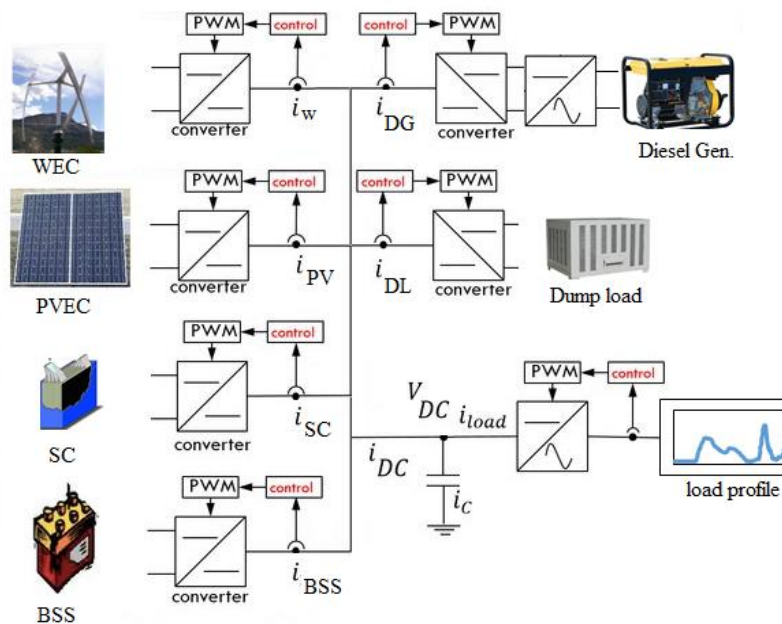 PWM control control PWM
converter i_W i_DG converter
WEC Diesel Gen.
PWM control control PWM
converter i_PV i_DL converter
PVEC Dump load
PWM control
converter i_SC
SC
V_DC i_load PWM control
i_DC i_C
load profile
PWM control
converter i_BSS
BSS